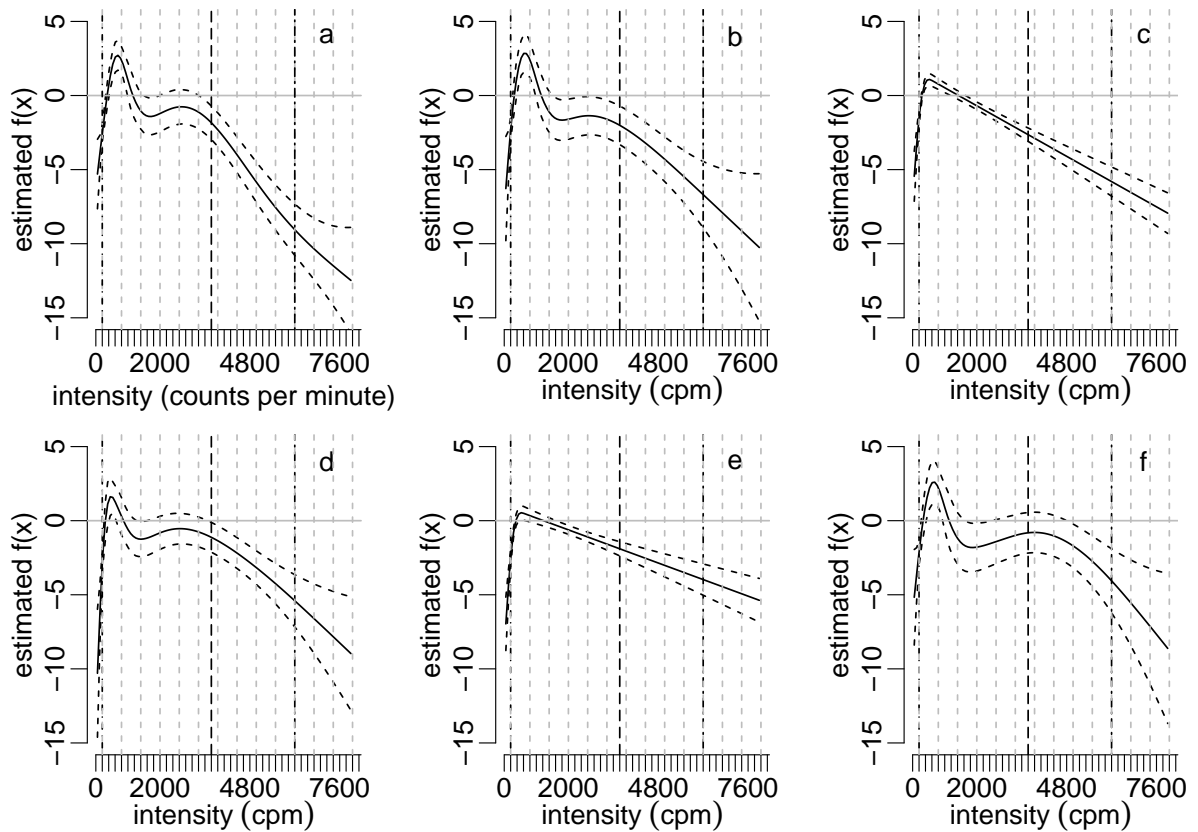 a
estimated f(x)
5
0
−5
−10
−15
0 2000 4800 7600
intensity (counts per minute)
b
estimated f(x)
5
0
−5
−10
−15
0 2000 4800 7600
intensity (cpm)
c
estimated f(x)
5
0
−5
−10
−15
0 2000 4800 7600
intensity (cpm)
d
estimated f(x)
5
0
−5
−10
−15
0 2000 4800 7600
intensity (cpm)
e
estimated f(x)
5
0
−5
−10
−15
0 2000 4800 7600
intensity (cpm)
f
estimated f(x)
5
0
−5
−10
−15
0 2000 4800 7600
intensity (cpm)